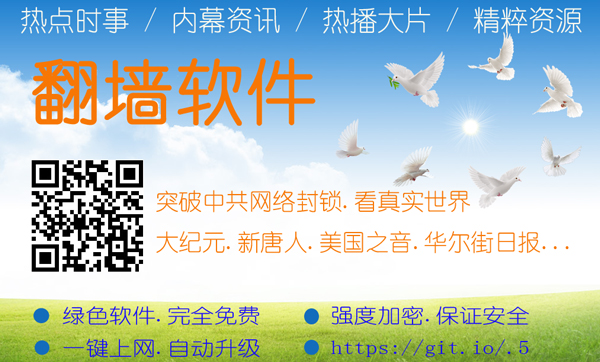 热点时事 / 内幕资讯 / 热播大片 / 精粹资源
翻墙软件
突破中共网络封锁.看真实世界
大纪元.新唐人.美国之音.华尔街日报...
● 绿色软件.完全免费 ● 强度加密.保证安全
● 一键上网.自动升级 ● https://git.io/.5